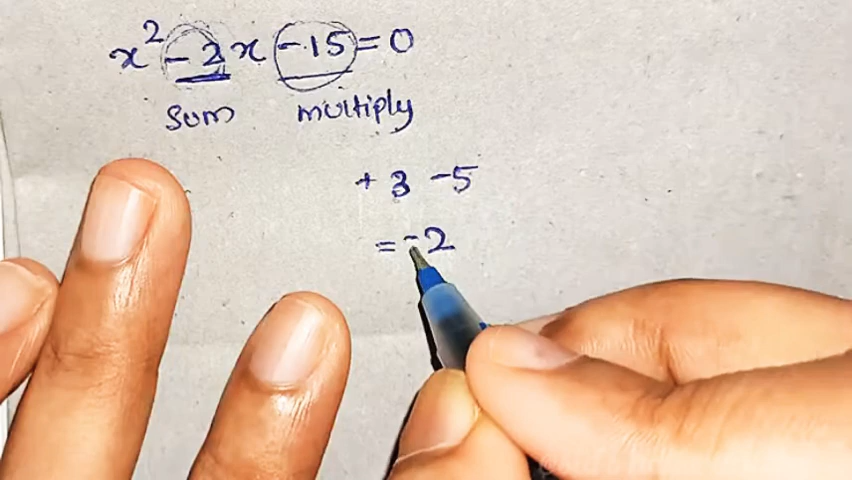 x² - 2x - 15 = 0
Sum multiply
+ 3 -5
= -2